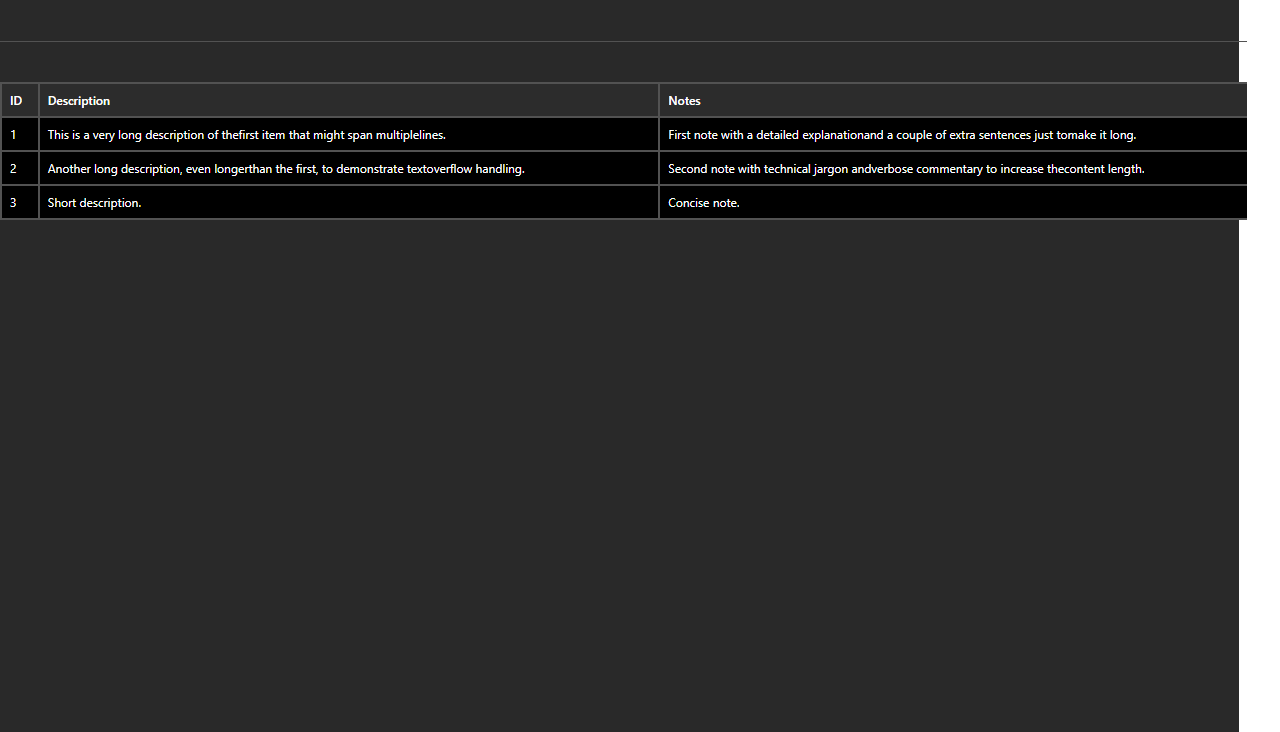 ID Description Notes
1 This is a very long description of thefirst item that might span multiplelines. First note with a detailed explanationand a couple of extra sentences just tomake it long.
2 Another long description, even longerthan the first, to demonstrate textoverflow handling. Second note with technical jargon andverbose commentary to increase thecontent length.
3 Short description. Concise note.